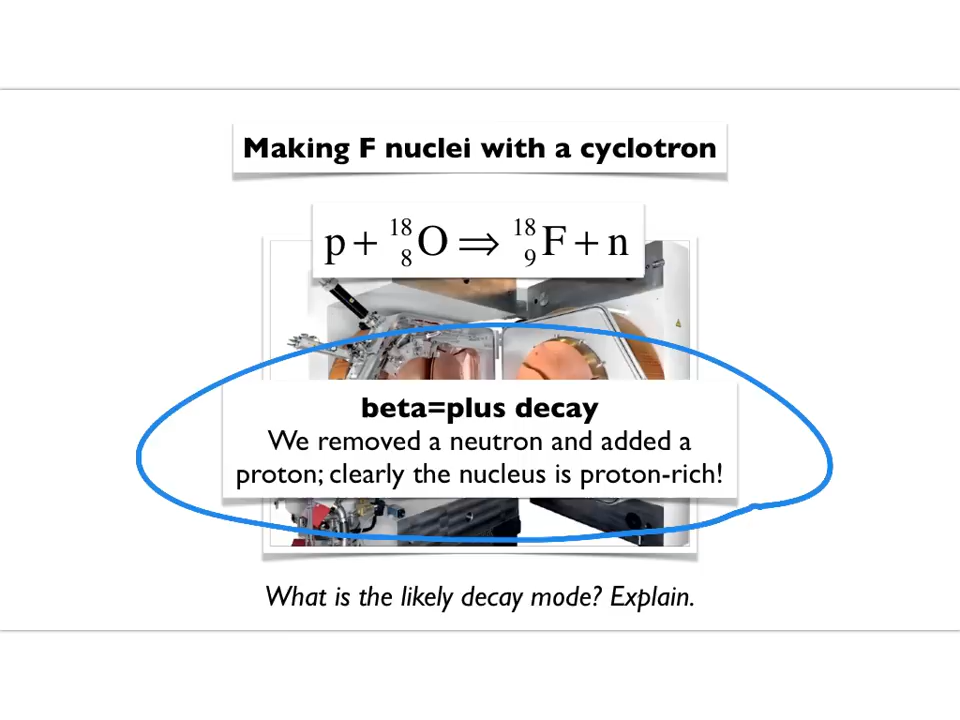 Making F nuclei with a cyclotron
p + ¹⁸₈O ⇒ ¹⁸₉F + n
beta=plus decay
We removed a neutron and added a
proton; clearly the nucleus is proton-rich!
What is the likely decay mode? Explain.